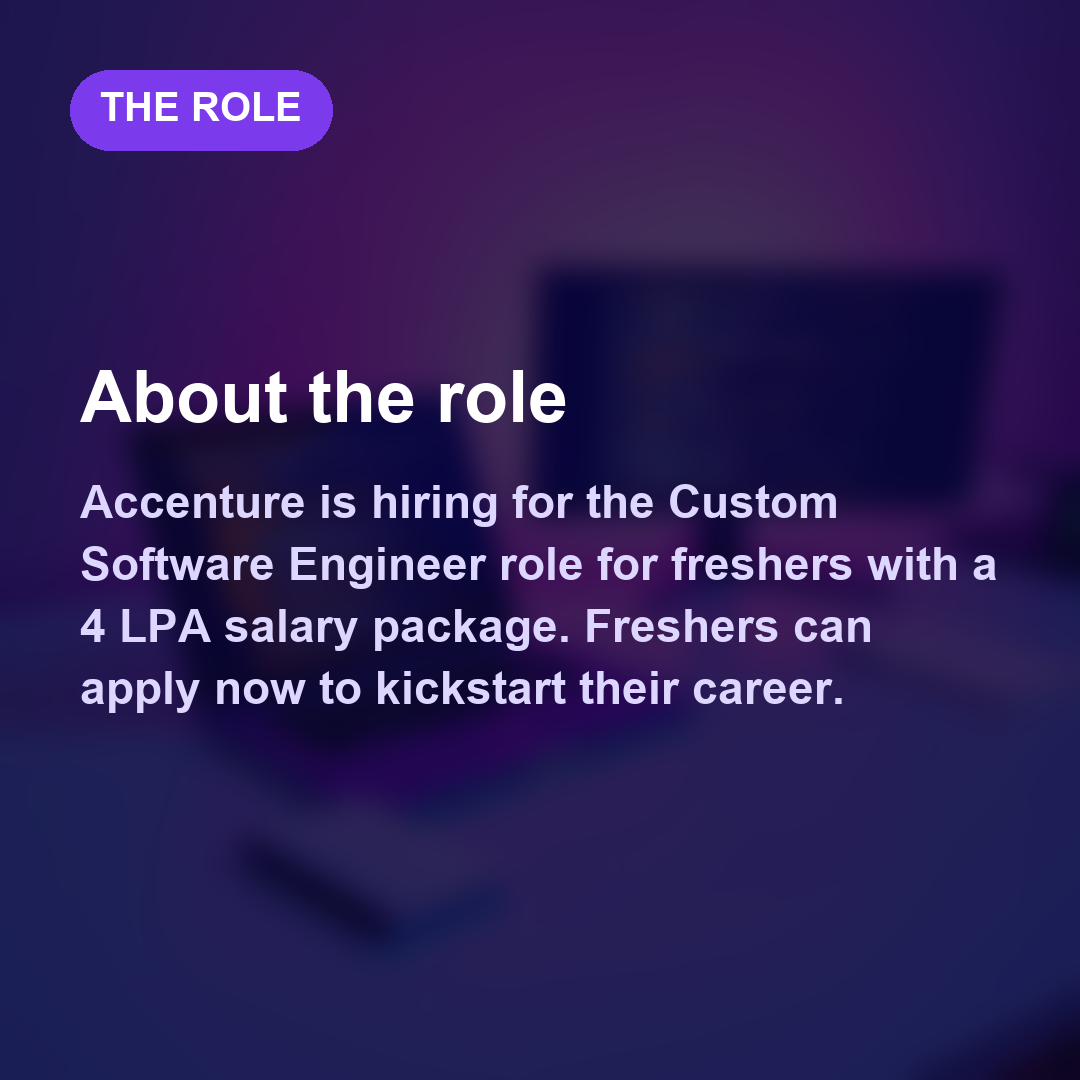 THE ROLE
About the role
Accenture is hiring for the Custom
Software Engineer role for freshers with a
4 LPA salary package. Freshers can
apply now to kickstart their career.